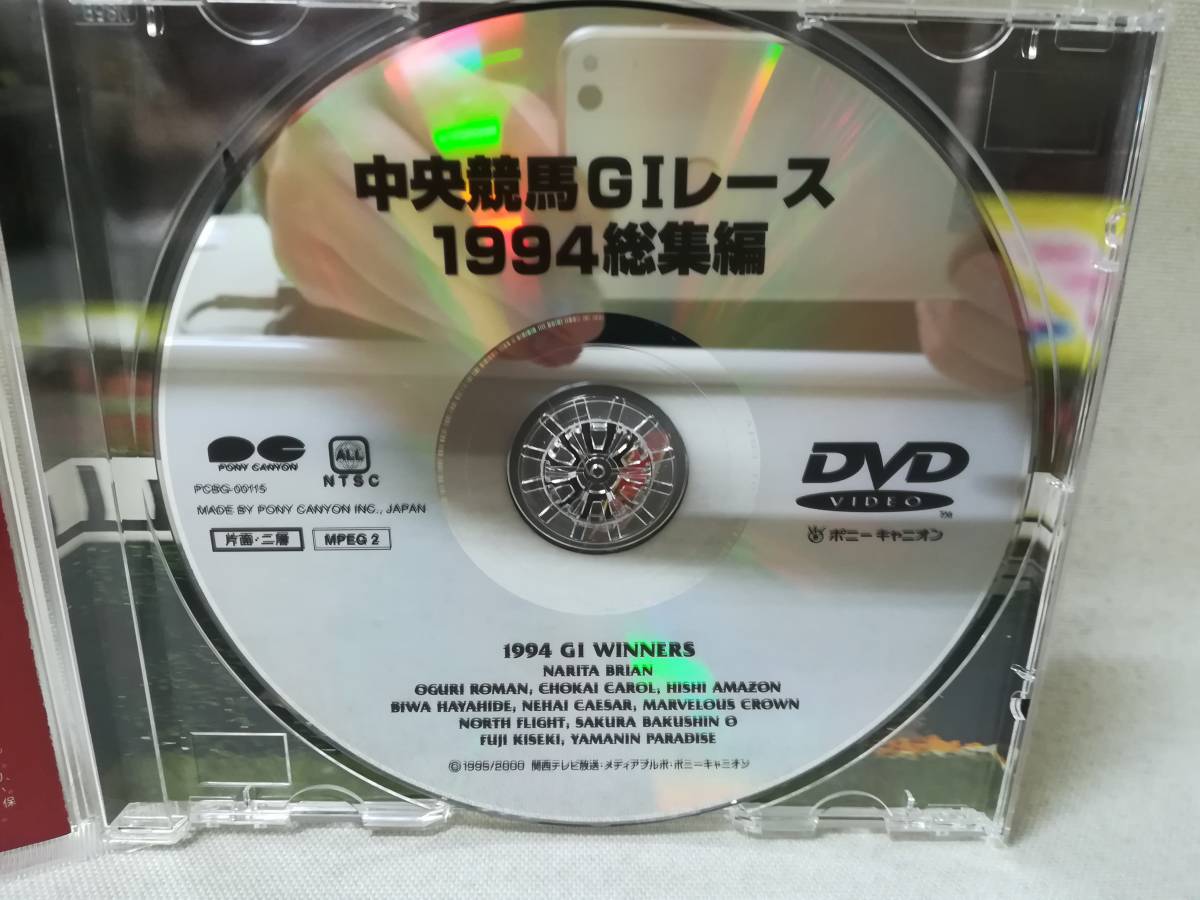 中央競馬GIレース
1994総集編
PONY CANYON
ALL
NTSC
PCBG-00115
MADE BY PONY CANYON INC., JAPAN
片面・二層
MPEG 2
DVD
VIDEO
TM
ポニーキャニオン
1994 GI WINNERS
NARITA BRIAN
OGURI ROMAN, CHOKAI CAROL, HISHI AMAZON
BIWA HAYAHIDE, NEHAI CAESAR, MARVELOUS CROWN
NORTH FLIGHT, SAKURA BAKUSHIN O
FUJI KISEKI, YAMANIN PARADISE
©1995/2000 関西テレビ放送・メディアプルポ・ポニーキャニオン
保